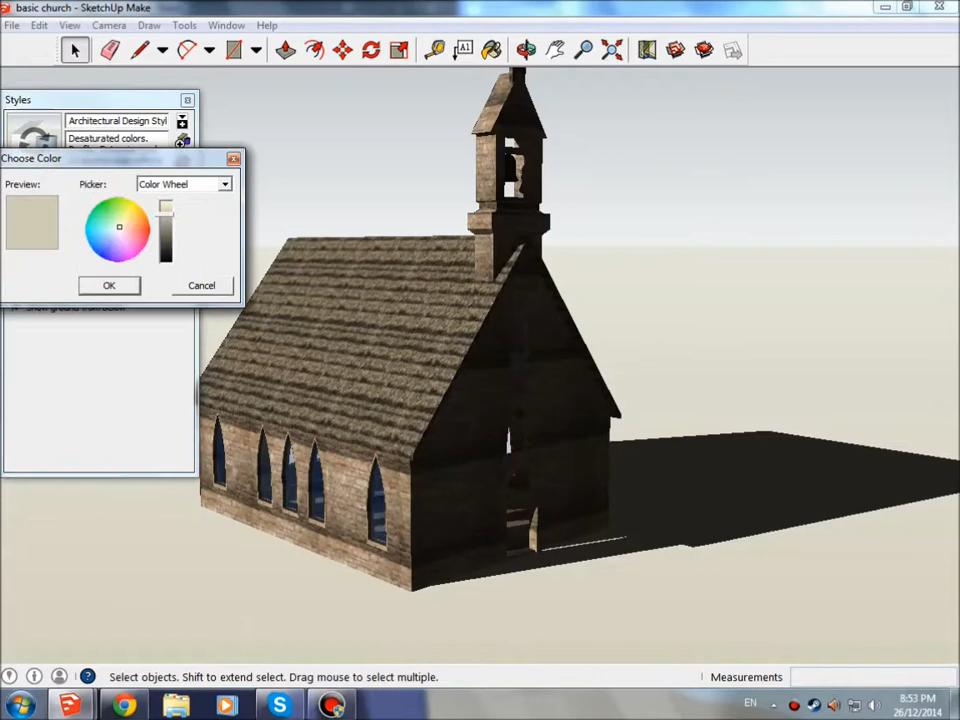 basic church - SketchUp Make
File Edit View Camera Draw Tools Window Help
A1
Styles
Architectural Design Styl
Desaturated colors.
Choose Color
Preview:
Picker:
Color Wheel
OK
Cancel
Select objects. Shift to extend select. Drag mouse to select multiple.
Measurements
EN
8:53 PM
26/12/2014